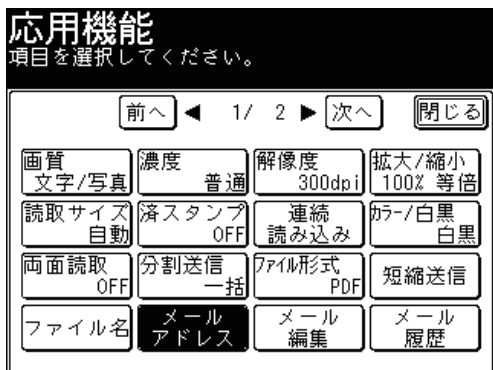 応用機能
項目を選択してください。
前へ ◀ 1/ 2 ▶ 次へ 閉じる
画質 濃度 解像度 拡大/縮小
文字/写真 普通 300dpi 100% 等倍
読取サイズ 済スタンプ 連続 ｶﾗｰ/白黒
自動 OFF 読み込み 白黒
両面読取 分割送信 ﾌｧｲﾙ形式 短縮送信
OFF 一括 PDF
ファイル名 メール メール メール
アドレス 編集 履歴